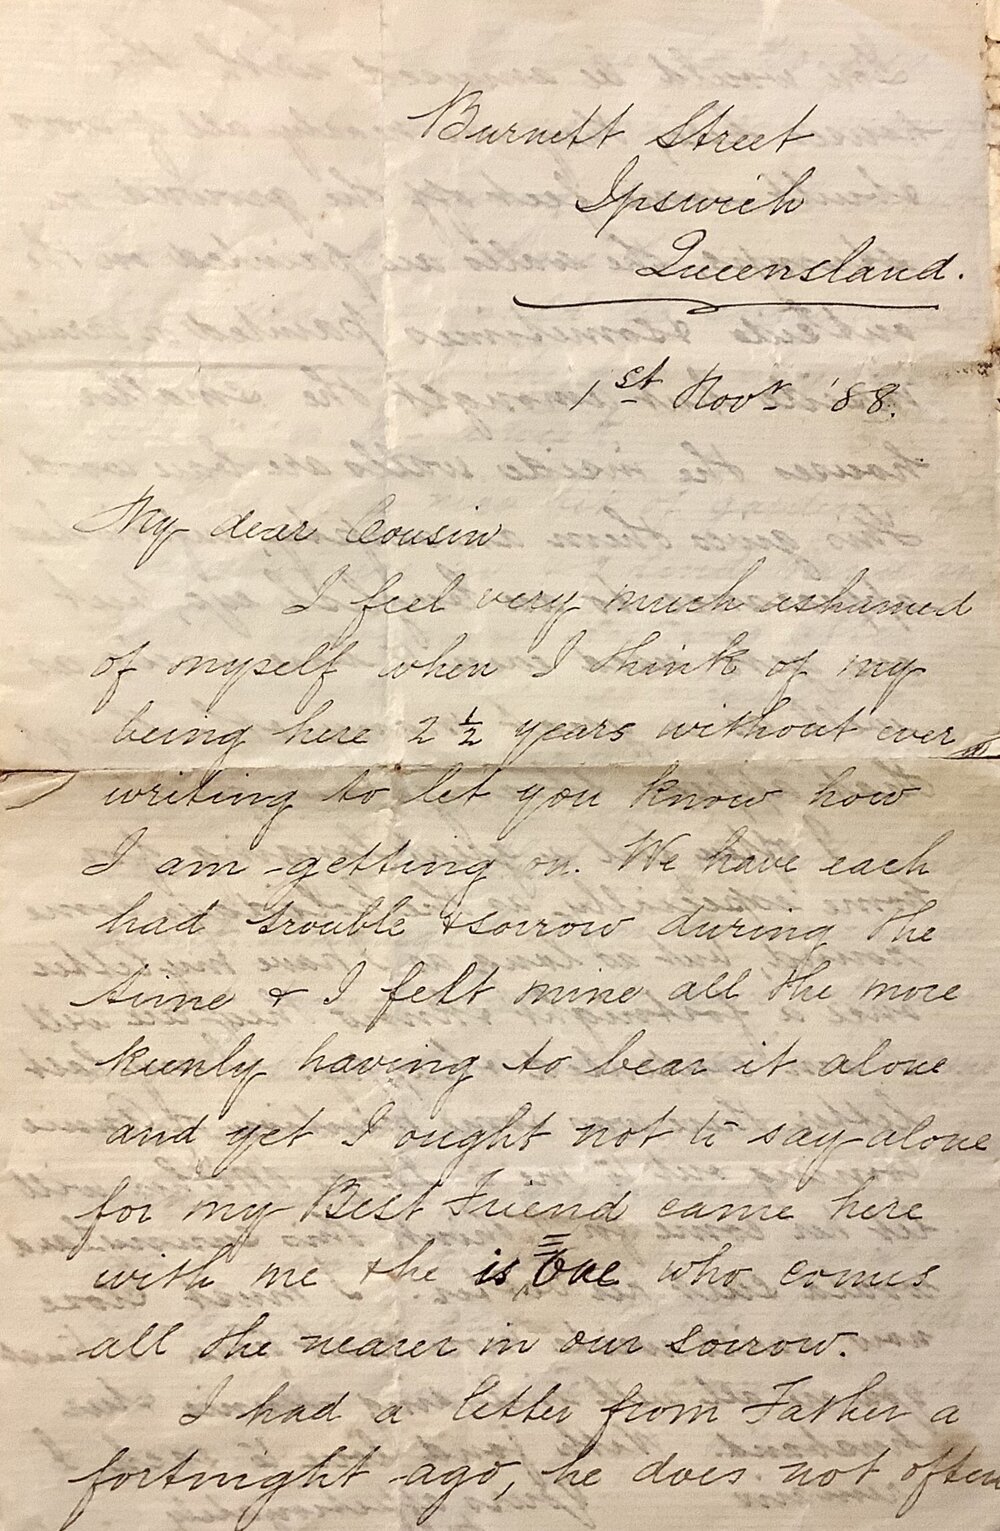 Burnett Street
Ipswich
Queensland.
1st Novr '88.
My dear Cousin
I feel very much ashamed
of myself when I think of my
being here 2 ½ years without ever
writing to let you know how
I am getting on. We have each
had trouble & sorrow during the
time & I felt mine all the more
keenly having to bear it alone
and yet I ought not to say alone
for my Best Friend came here
with me & he is One who comes
all the nearer in our sorrow.
I had a letter from Father a
fortnight ago, he does not often